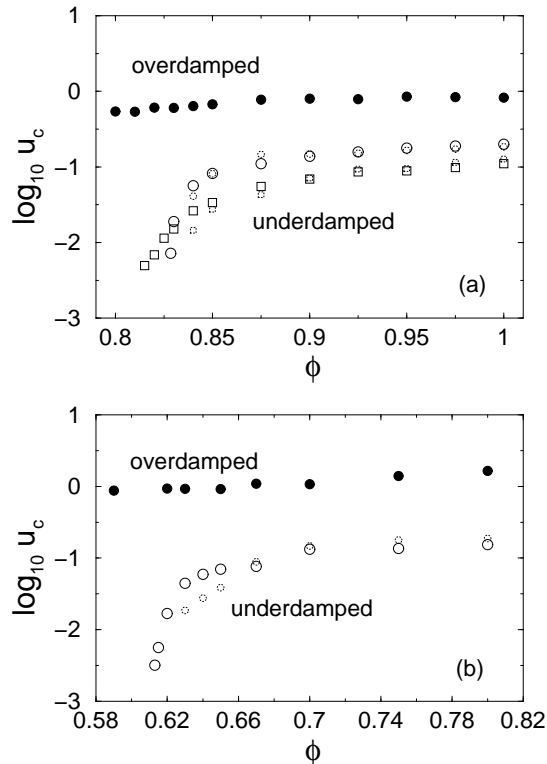 1
overdamped
0
−1
log₁₀ u_c
underdamped
−2
(a)
−3
0.8 0.85 0.9 0.95 1
ϕ
1
overdamped
0
−1
log₁₀ u_c
underdamped
−2
(b)
−3
0.58 0.62 0.66 0.7 0.74 0.78 0.82
ϕ